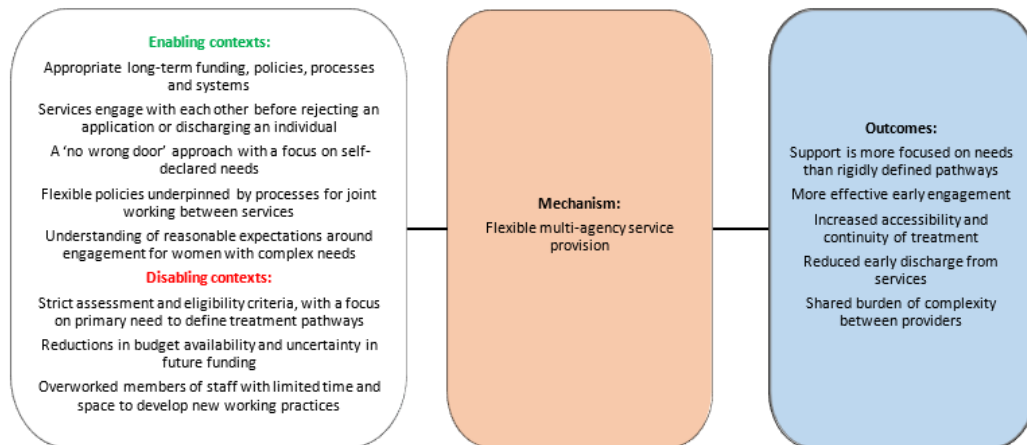 Enabling contexts:
Appropriate long-term funding, policies, processes
and systems
Services engage with each other before rejecting an
application or discharging an individual
A 'no wrong door' approach with a focus on self-
declared needs
Flexible policies underpinned by processes for joint
working between services
Understanding of reasonable expectations around
engagement for women with complex needs
Disabling contexts:
Strict assessment and eligibility criteria, with a focus
on primary need to define treatment pathways
Reductions in budget availability and uncertainty in
future funding
Overworked members of staff with limited time and
space to develop new working practices
Mechanism:
Flexible multi-agency service
provision
Outcomes:
Support is more focused on needs
than rigidly defined pathways
More effective early engagement
Increased accessibility and
continuity of treatment
Reduced early discharge from
services
Shared burden of complexity
between providers